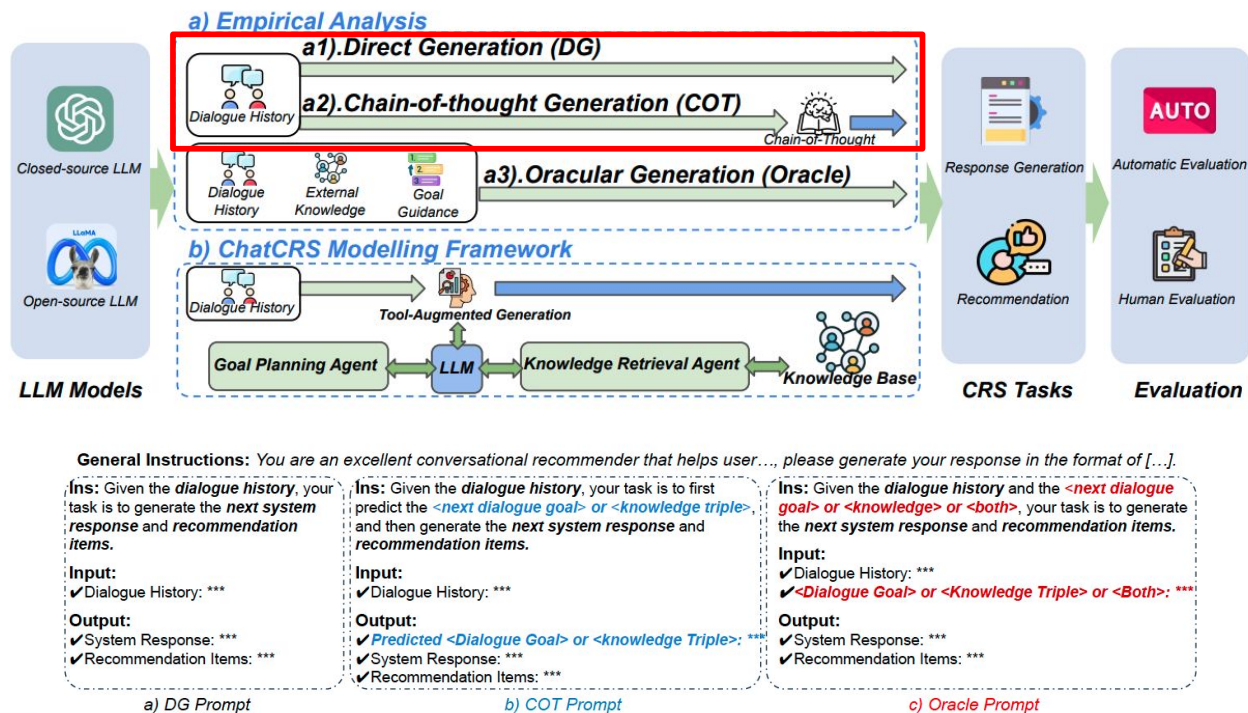 a) Empirical Analysis
a1).Direct Generation (DG)
a2).Chain-of-thought Generation (COT)
Dialogue History
Chain-of-Thought
Closed-source LLM
a3).Oracular Generation (Oracle)
Dialogue
History
External
Knowledge
Goal
Guidance
b) ChatCRS Modelling Framework
LLaMA
Open-source LLM
Dialogue History
Tool-Augmented Generation
Goal Planning Agent
LLM
Knowledge Retrieval Agent
Knowledge Base
LLM Models
Response Generation
Recommendation
CRS Tasks
AUTO
Automatic Evaluation
Human Evaluation
Evaluation
General Instructions: You are an excellent conversational recommender that helps user…, please generate your response in the format of […].
Ins: Given the dialogue history, your
task is to generate the next system
response and recommendation
items.
Input:
✔Dialogue History: ***
Output:
✔System Response: ***
✔Recommendation Items: ***
a) DG Prompt
Ins: Given the dialogue history, your task is to first
predict the <next dialogue goal> or <knowledge triple>,
and then generate the next system response and
recommendation items.
Input:
✔Dialogue History: ***
Output:
✔Predicted <Dialogue Goal> or <knowledge Triple>: ***
✔System Response: ***
✔Recommendation Items: ***
b) COT Prompt
Ins: Given the dialogue history and the <next dialogue
goal> or <knowledge> or <both>, your task is to generate
the next system response and recommendation items.
Input:
✔Dialogue History: ***
✔<Dialogue Goal> or <Knowledge Triple> or <Both>: ***
Output:
✔System Response: ***
✔Recommendation Items: ***
c) Oracle Prompt